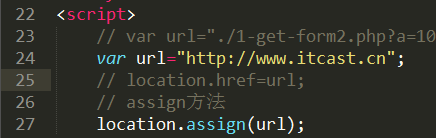 22 <script>
23 // var url="./1-get-form2.php?a=10
24 var url="http://www.itcast.cn";
25 // location.href=url;
26 // assign方法
27 location.assign(url);